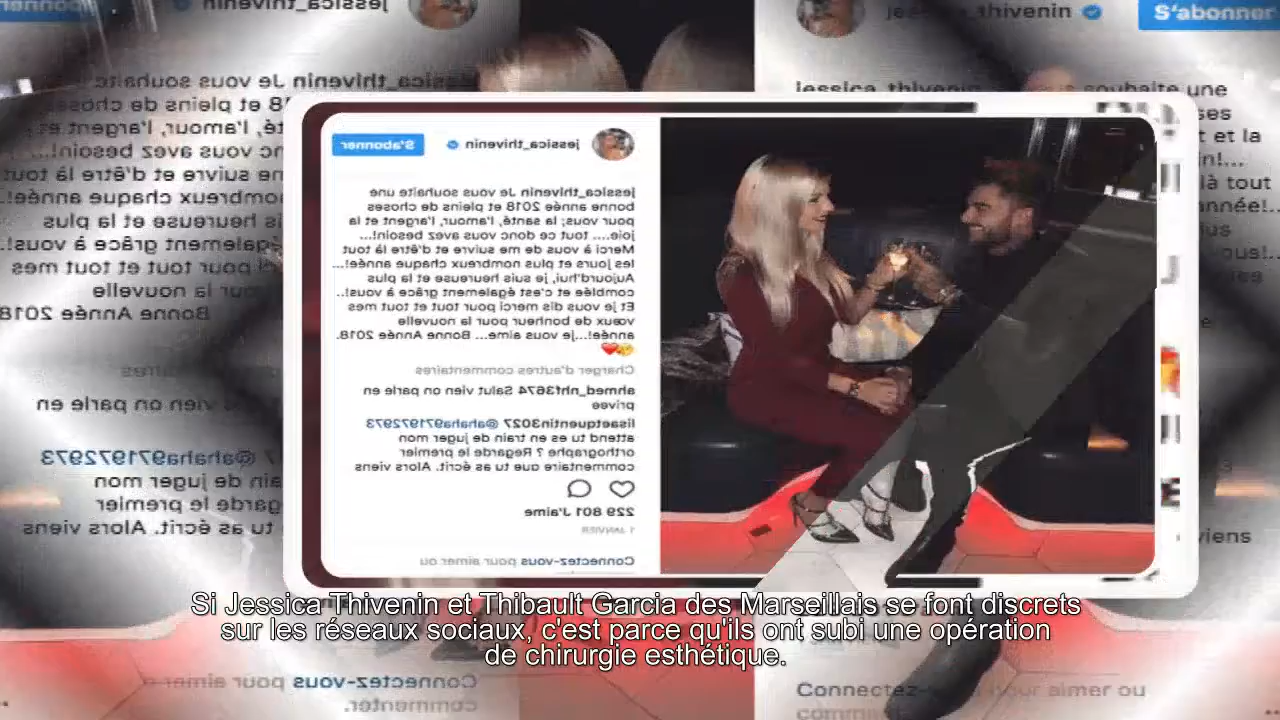 jessica_thivenin
S'abonner
jessica_thivenin Je vous souhaite une
bonne année 2018 et pleins de choses
pour vous; la santé, l'amour, l'argent et la
joie.... tout ce donc vous avez besoin!...
Merci à vous de me suivre et d'être là tout
les jours et plus nombreux chaque année!...
Aujourd'hui, je suis heureuse et la plus
comblée et c'est également grâce à vous!..
Et je vous dis merci pour tout et tout mes
vœux de bonheur pour la nouvelle
année!...je vous aime... Bonne Année 2018.
Charger d'autres commentaires
ahmed_nhf3674 Salut vien on parle en
privee
lisaetquentin3027 @ahaha971972973
attend tu es en train de juger mon
orthographe ? Regarde le premier
commentaire que tu as écrit. Alors viens
229 801 J'aime
1 JANVIER
Connectez-vous pour aimer ou
Si Jessica Thivenin et Thibault Garcia des Marseillais se font discrets
sur les réseaux sociaux, c'est parce qu'ils ont subi une opération
de chirurgie esthétique.